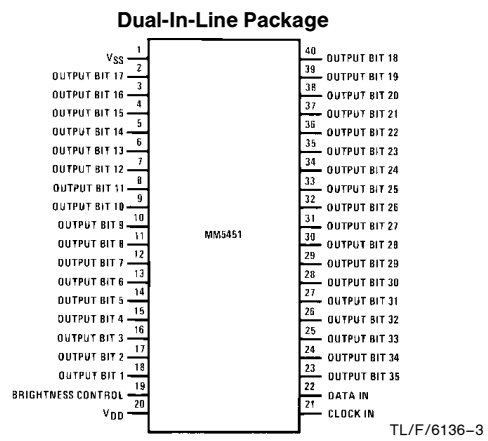 Dual-In-Line Package
VSS 1
OUTPUT BIT 17 2
OUTPUT BIT 16 3
OUTPUT BIT 15 4
OUTPUT BIT 14 5
OUTPUT BIT 13 6
OUTPUT BIT 12 7
OUTPUT BIT 11 8
OUTPUT BIT 10 9
OUTPUT BIT 9 10
OUTPUT BIT 8 11
OUTPUT BIT 7 12
OUTPUT BIT 6 13
OUTPUT BIT 5 14
OUTPUT BIT 4 15
OUTPUT BIT 3 16
OUTPUT BIT 2 17
OUTPUT BIT 1 18
BRIGHTNESS CONTROL 19
VDD 20
MM5451
40 OUTPUT BIT 18
39 OUTPUT BIT 19
38 OUTPUT BIT 20
37 OUTPUT BIT 21
36 OUTPUT BIT 22
35 OUTPUT BIT 23
34 OUTPUT BIT 24
33 OUTPUT BIT 25
32 OUTPUT BIT 26
31 OUTPUT BIT 27
30 OUTPUT BIT 28
29 OUTPUT BIT 29
28 OUTPUT BIT 30
27 OUTPUT BIT 31
26 OUTPUT BIT 32
25 OUTPUT BIT 33
24 OUTPUT BIT 34
23 OUTPUT BIT 35
22 DATA IN
21 CLOCK IN
TL/F/6136–3